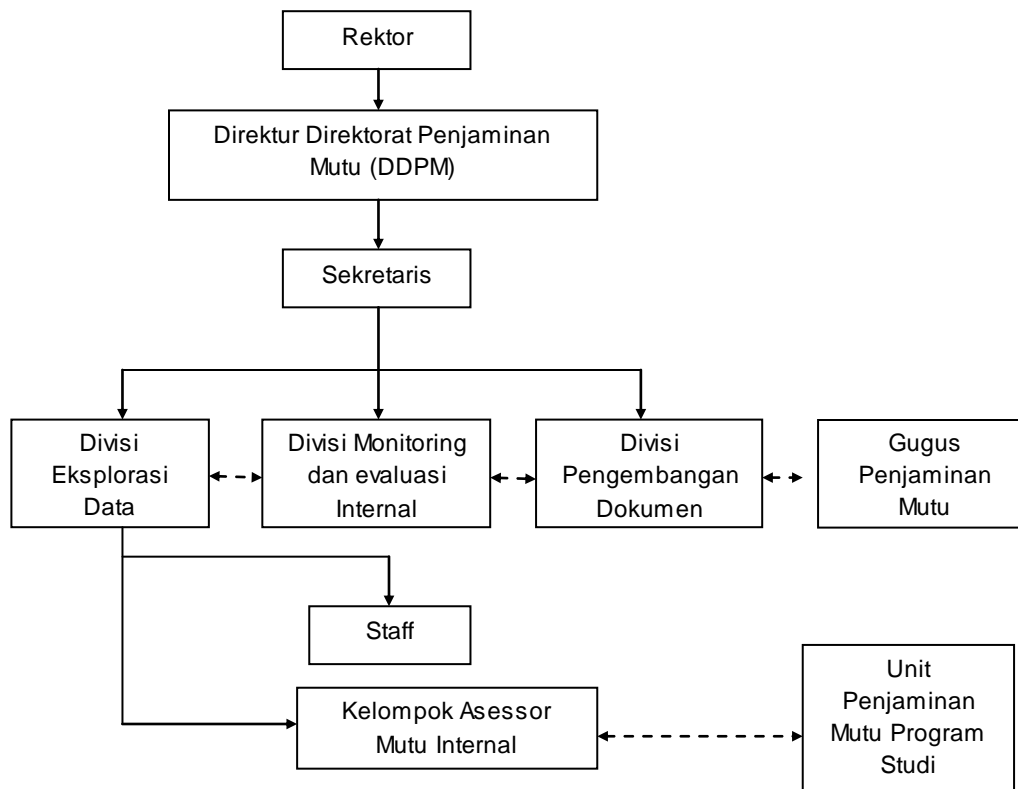 Rektor
Direktur Direktorat Penjaminan
Mutu (DDPM)
Sekretaris
Divisi
Eksplorasi
Data
Divisi Monitoring
dan evaluasi
Internal
Divisi
Pengembangan
Dokumen
Gugus
Penjaminan
Mutu
Staff
Kelompok Asessor
Mutu Internal
Unit
Penjaminan
Mutu Program
Studi